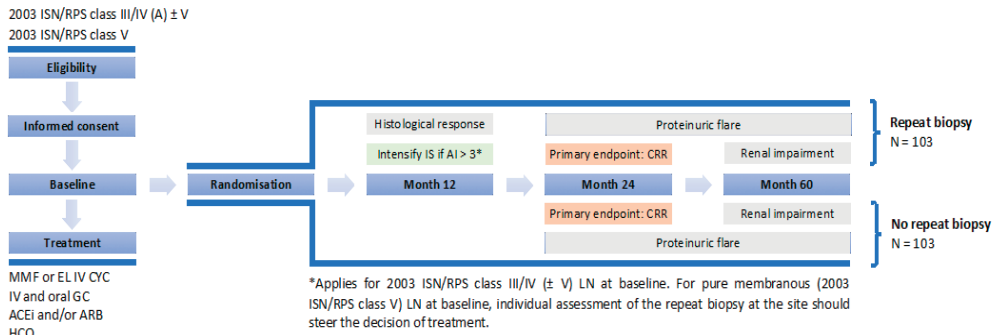 2003 ISN/RPS class III/IV (A) ± V
2003 ISN/RPS class V
Eligibility
Informed consent
Baseline
Treatment
MMF or EL IV CYC
IV and oral GC
ACEi and/or ARB
HCQ
Randomisation
Histological response
Intensify IS if AI > 3*
Month 12
Proteinuric flare
Primary endpoint: CRR
Renal impairment
Month 24
Month 60
Primary endpoint: CRR
Renal impairment
Proteinuric flare
Repeat biopsy
N = 103
No repeat biopsy
N = 103
*Applies for 2003 ISN/RPS class III/IV (± V) LN at baseline. For pure membranous (2003
ISN/RPS class V) LN at baseline, individual assessment of the repeat biopsy at the site should
steer the decision of treatment.